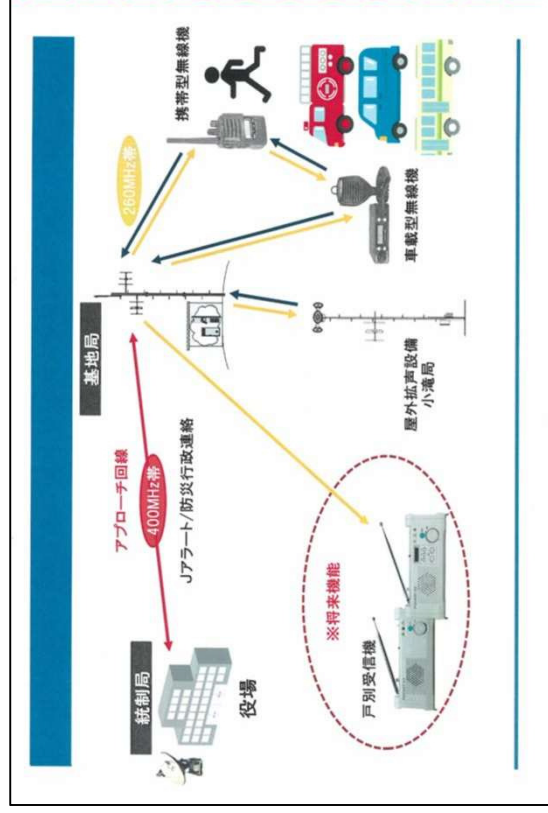 統制局
役場
アプローチ回線
400MHz帯
Jアラート/防災行政連絡
基地局
260MHz帯
携帯型無線機
車載型無線機
屋外拡声設備
小滝局
※将来機能
戸別受信機